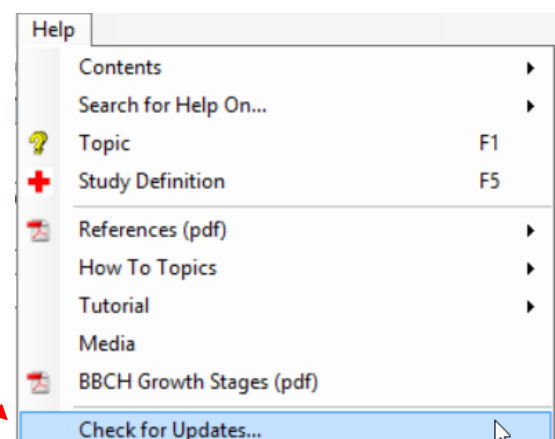 Help
Contents
Search for Help On...
Topic F1
Study Definition F5
References (pdf)
How To Topics
Tutorial
Media
BBCH Growth Stages (pdf)
Check for Updates...